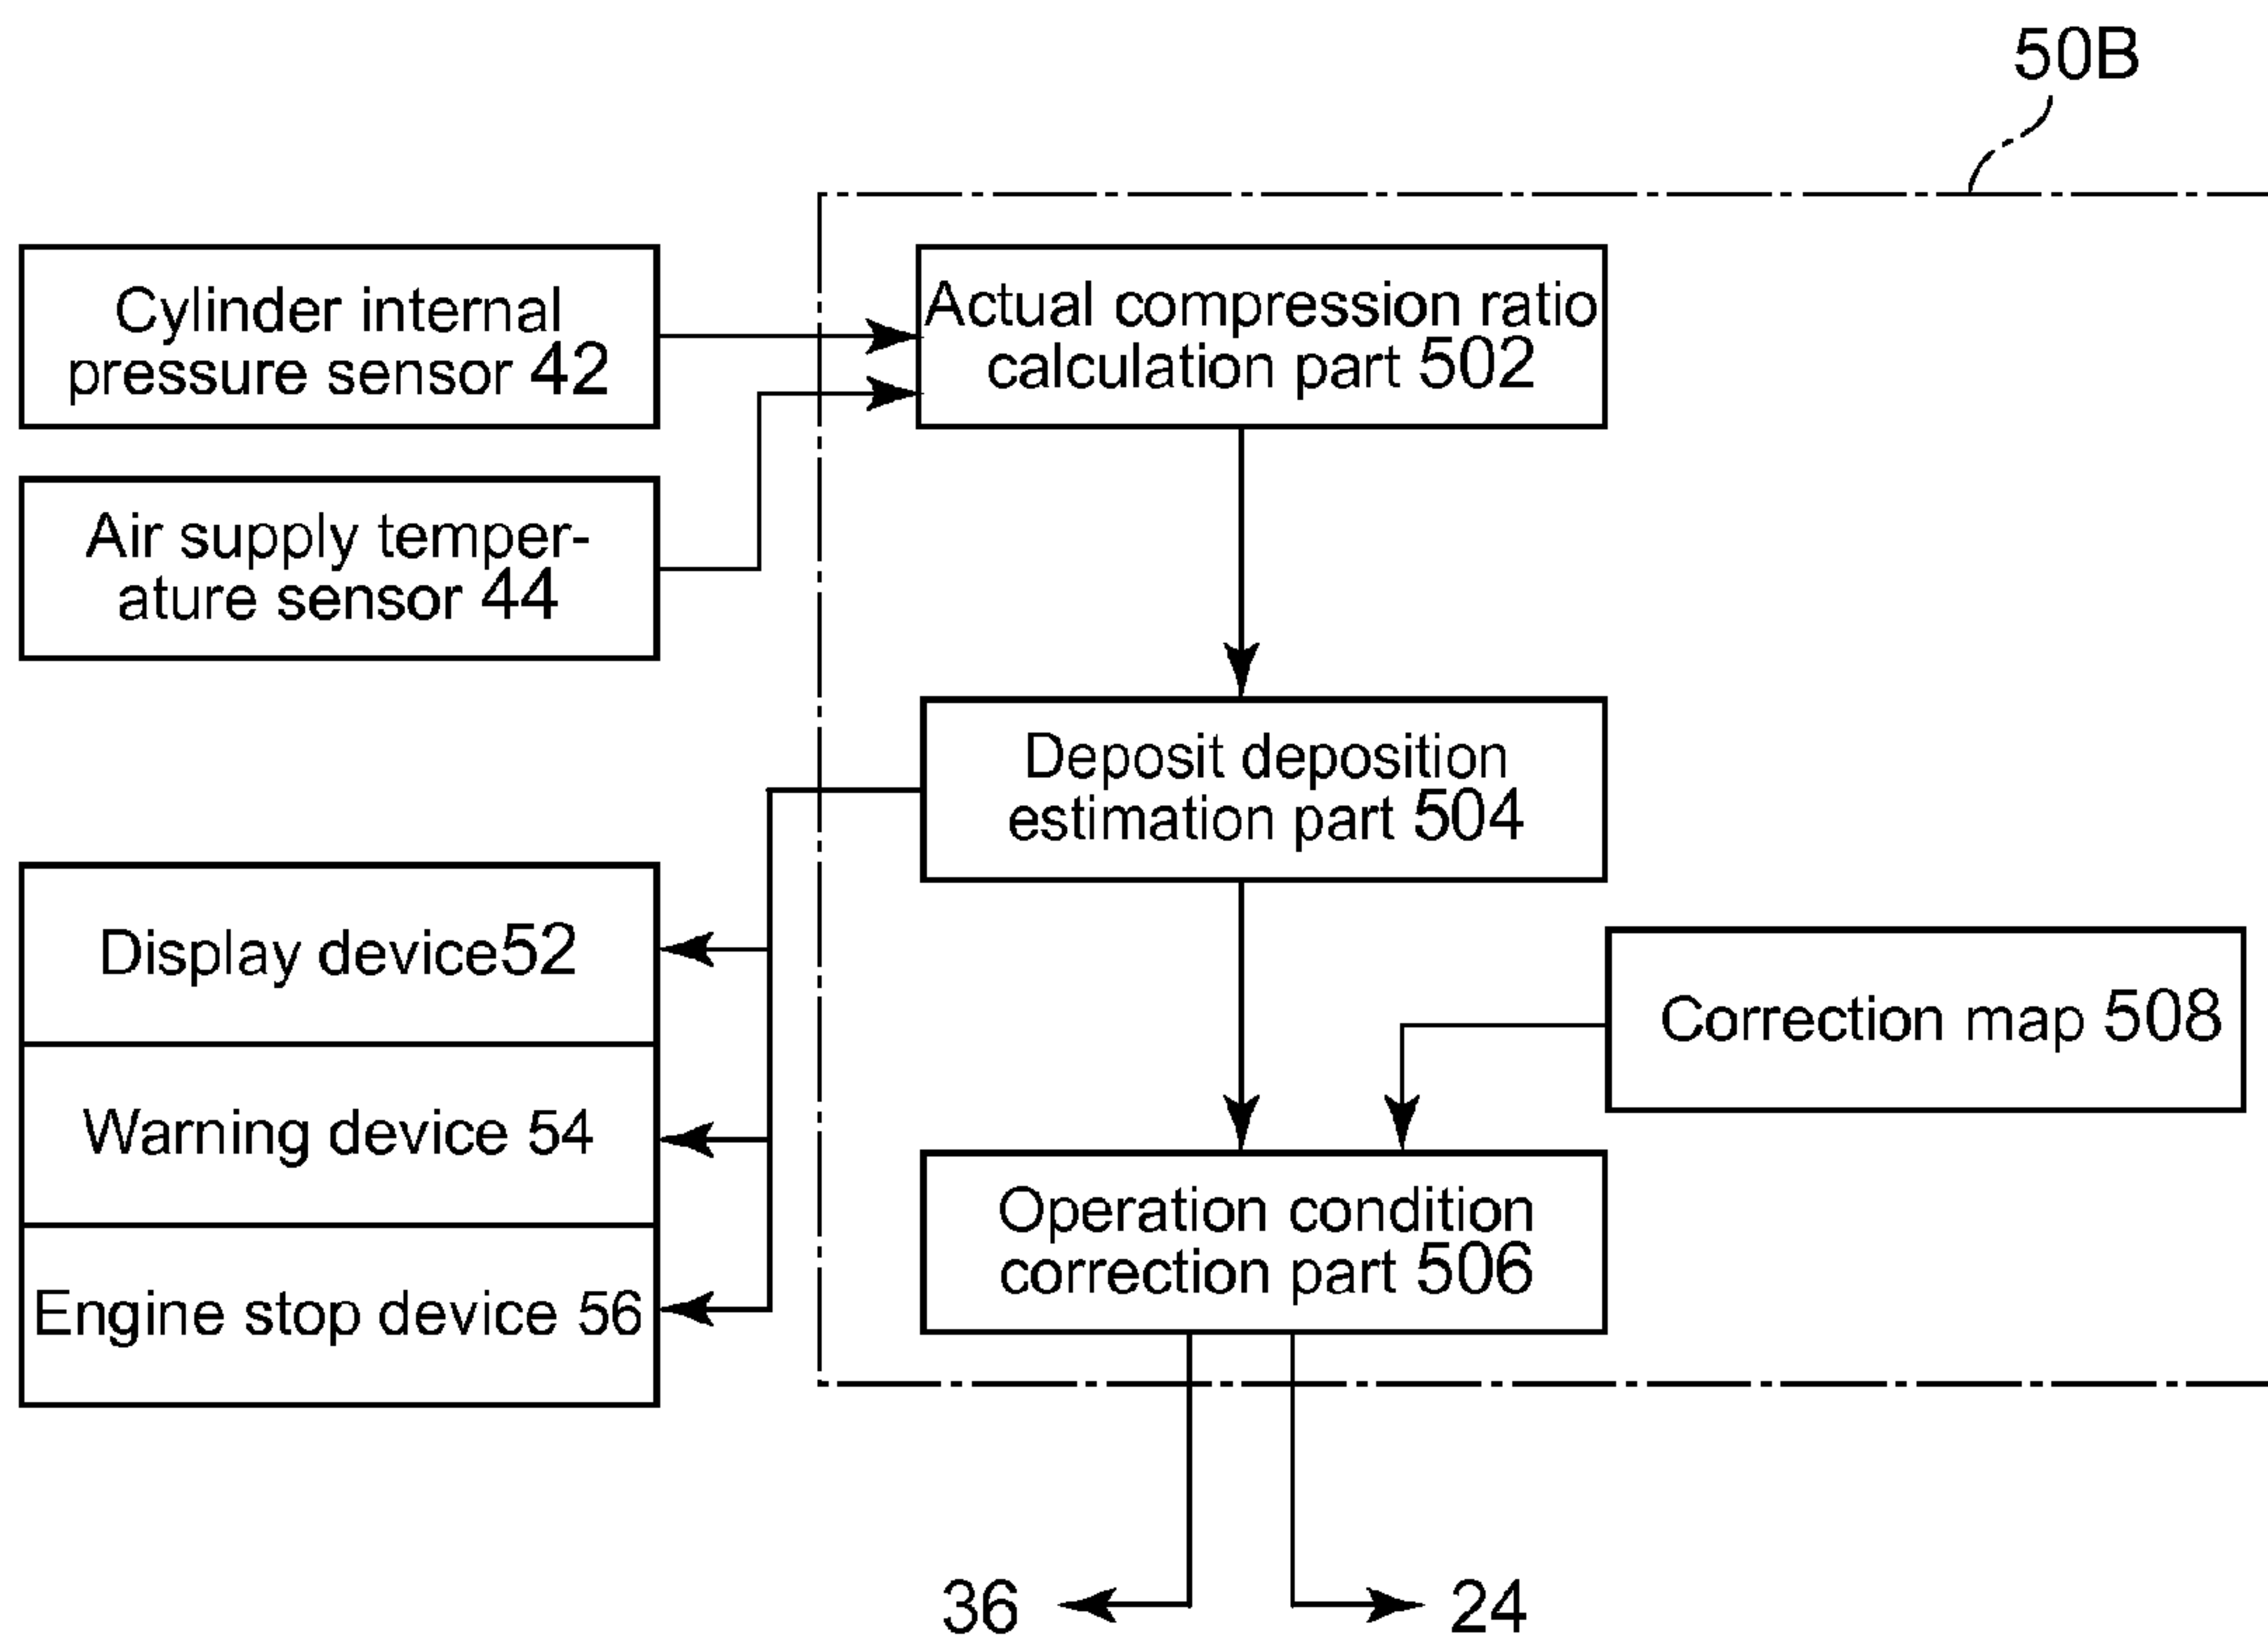 50B
Cylinder internal
pressure sensor 42
Actual compression ratio
calculation part 502
Air supply temper-
ature sensor 44
Deposit deposition
estimation part 504
Display device52
Correction map 508
Warning device 54
Operation condition
correction part 506
Engine stop device 56
36
24